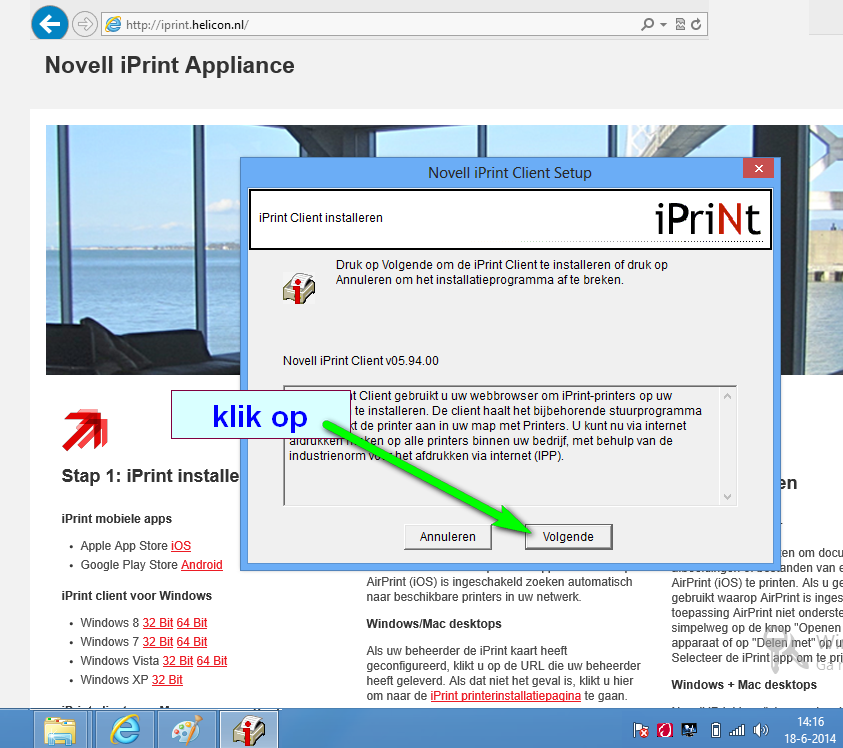 http://iprint.helicon.nl/
Novell iPrint Appliance
Novell iPrint Client Setup
iPrint Client installeren
iPriNt
Druk op Volgende om de iPrint Client te installeren of druk op
Annuleren om het installatieprogramma af te breken.
Novell iPrint Client v05.94.00
Client gebruikt u uw webbrowser om iPrint-printers op uw
te installeren. De client haalt het bijbehorende stuurprogramma
de printer aan in uw map met Printers. U kunt nu via internet
afdrukken maken op alle printers binnen uw bedrijf, met behulp van de
industrienorm voor het afdrukken via internet (IPP).
klik op
Annuleren
Volgende
Stap 1: iPrint installe
iPrint mobiele apps
• Apple App Store iOS
• Google Play Store Android
iPrint client voor Windows
• Windows 8 32 Bit 64 Bit
• Windows 7 32 Bit 64 Bit
• Windows Vista 32 Bit 64 Bit
• Windows XP 32 Bit
AirPrint (iOS) is ingeschakeld zoeken automatisch
naar beschikbare printers in uw netwerk.
Windows/Mac desktops
Als uw beheerder de iPrint kaart heeft
geconfigureerd, klikt u op de URL die uw beheerder
heeft geleverd. Als dat niet het geval is, klikt u hier
om naar de iPrint printerinstallatiepagina te gaan.
en
en om docu
bestanden van e
AirPrint (iOS) te printen. Als u ge
gebruikt waarop AirPrint is inges
toepassing AirPrint niet onderste
simpelweg op de knop "Openen
apparaat of op "Delen met" op u
Selecteer de iPrint app om te pri
Windows + Mac desktops
14:16
18-6-2014